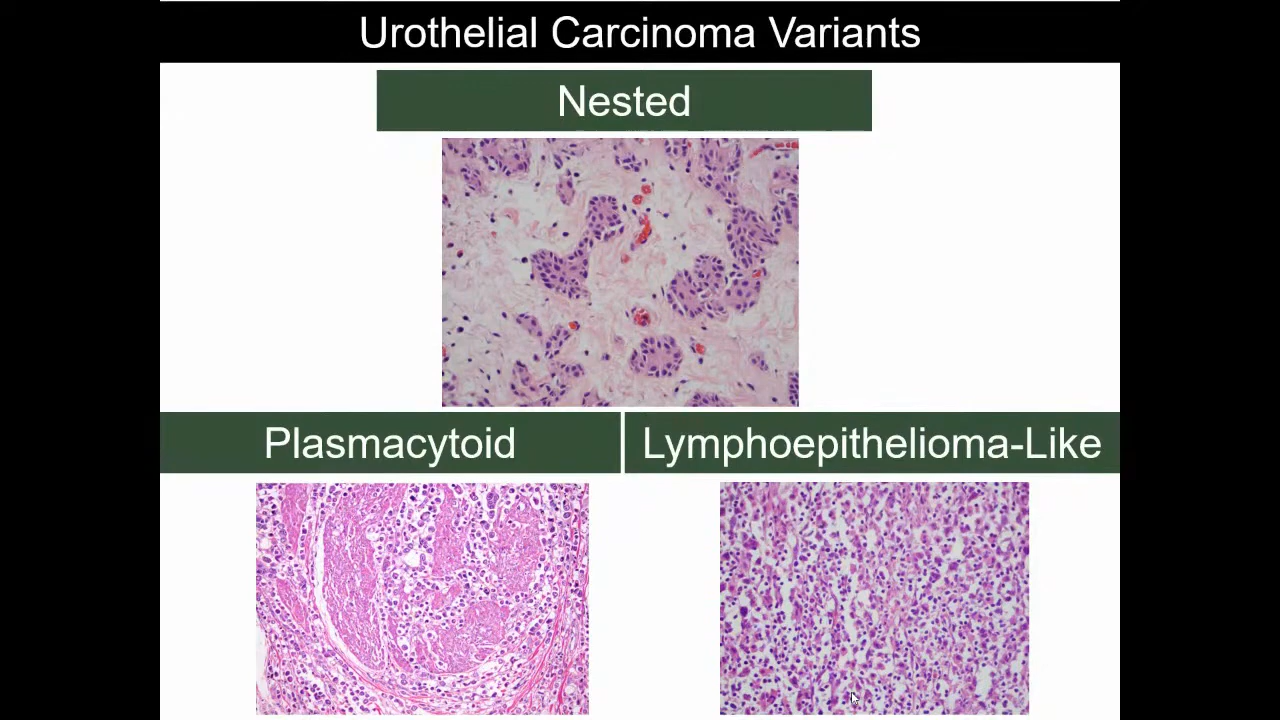 Urothelial Carcinoma Variants
Nested
Plasmacytoid
Lymphoepithelioma-Like